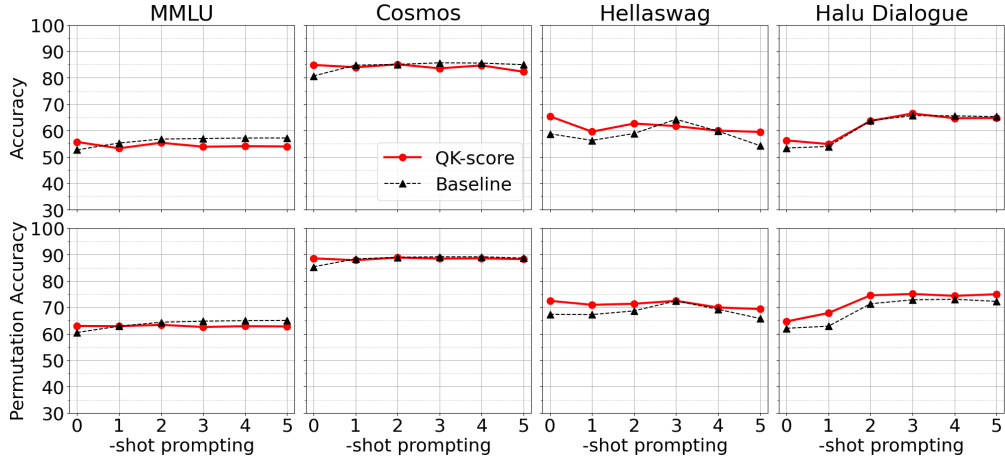 MMLU
Cosmos
Hellaswag
Halu Dialogue
Accuracy
100
90
80
70
60
50
40
30
QK-score
Baseline
Permutation Accuracy
100
90
80
70
60
50
40
30
0 1 2 3 4 5
-shot prompting
0 1 2 3 4 5
-shot prompting
0 1 2 3 4 5
-shot prompting
0 1 2 3 4 5
-shot prompting